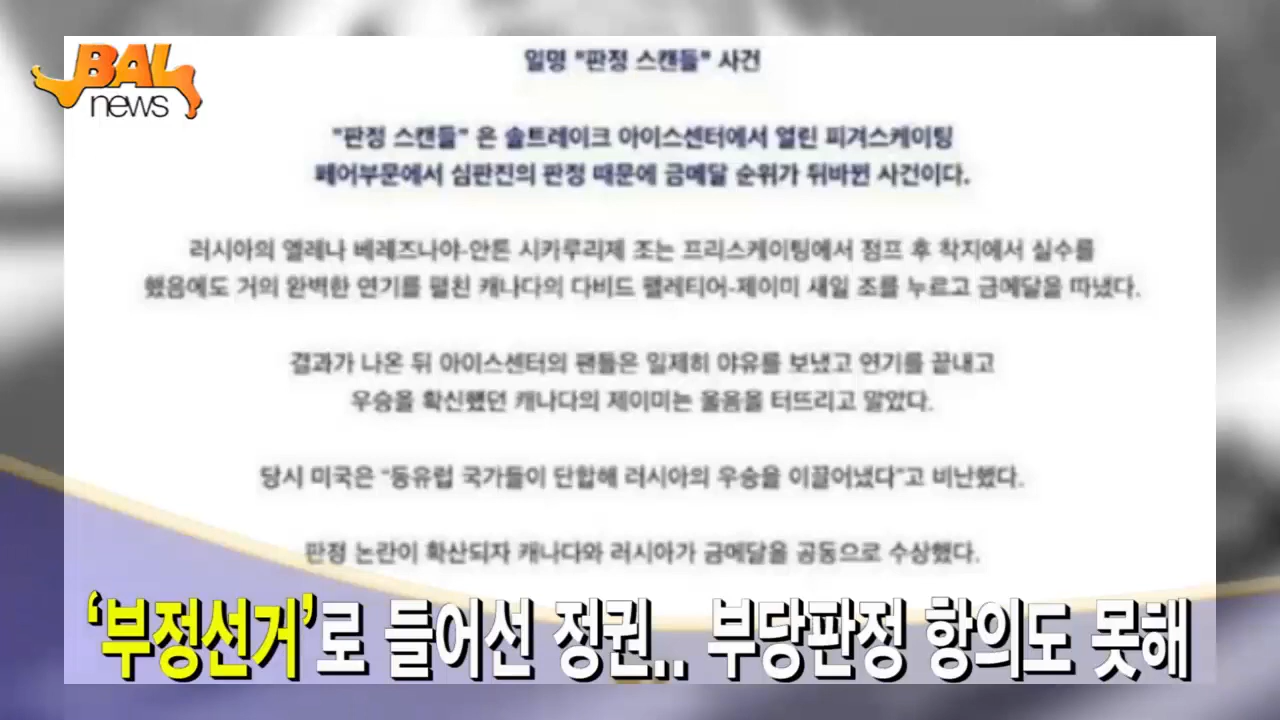 BAL
news
일명 "판정 스캔들" 사건
"판정 스캔들" 은 솔트레이크 아이스센터에서 열린 피겨스케이팅
페어부문에서 심판진의 판정 때문에 금메달 순위가 뒤바뀐 사건이다.
러시아의 엘레나 베레즈나야-안톤 시카루리제 조는 프리스케이팅에서 점프 후 착지에서 실수를
했음에도 거의 완벽한 연기를 펼친 캐나다의 다비드 펠레티어-제이미 새일 조를 누르고 금메달을 따냈다.
결과가 나온 뒤 아이스센터의 팬들은 일제히 야유를 보냈고 연기를 끝내고
우승을 확신했던 캐나다의 제이미는 울음을 터뜨리고 말았다.
당시 미국은 "동유럽 국가들이 단합해 러시아의 우승을 이끌어냈다"고 비난했다.
판정 논란이 확산되자 캐나다와 러시아가 금메달을 공동으로 수상했다.
‘부정선거’로 들어선 정권.. 부당판정 항의도 못해